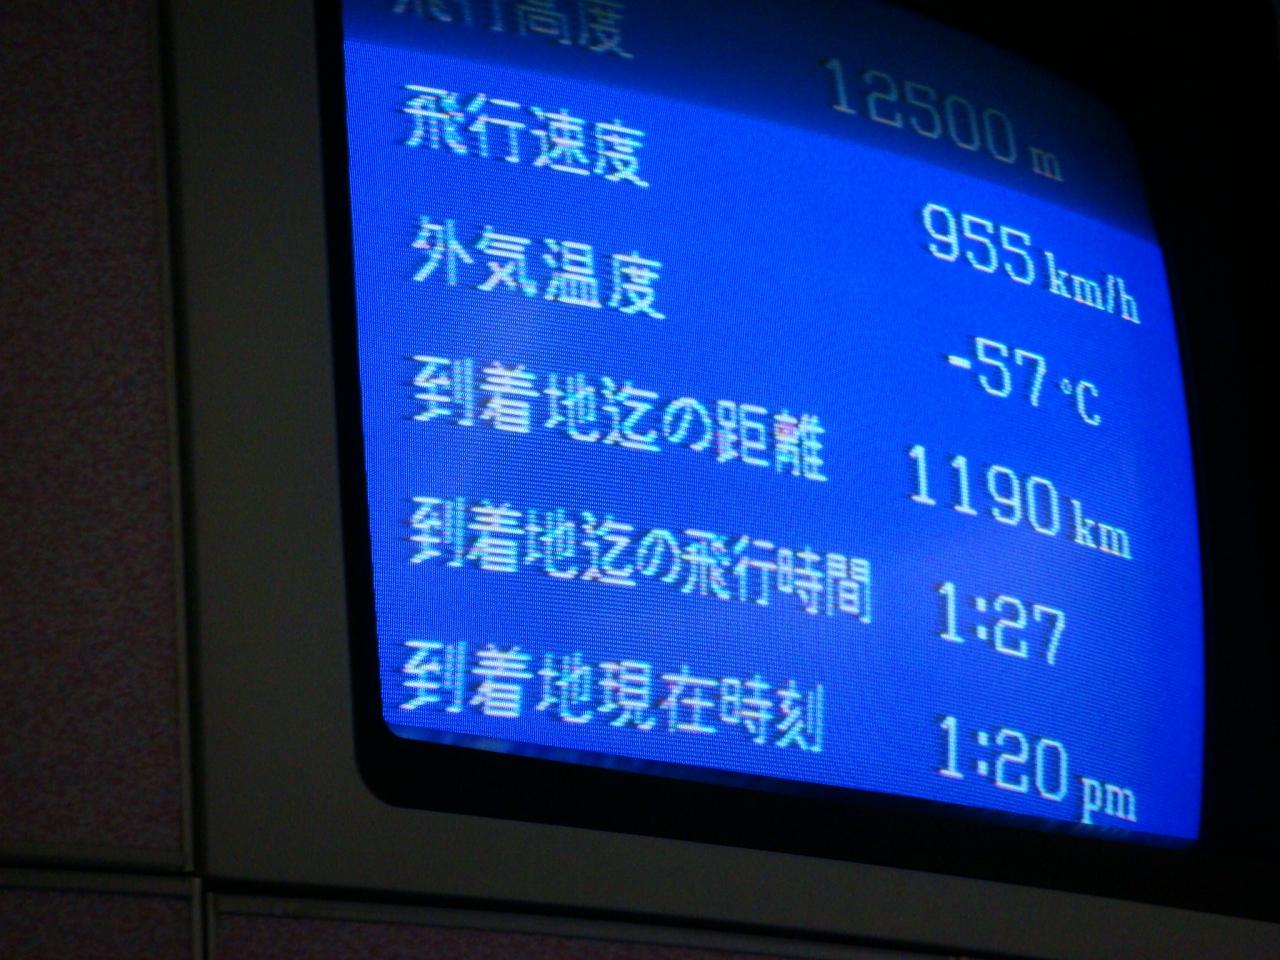 飛行高度 12500 m
飛行速度 955 km/h
外気温度 -57 °C
到着地迄の距離 1190 km
到着地迄の飛行時間 1:27
到着地現在時刻 1:20 pm